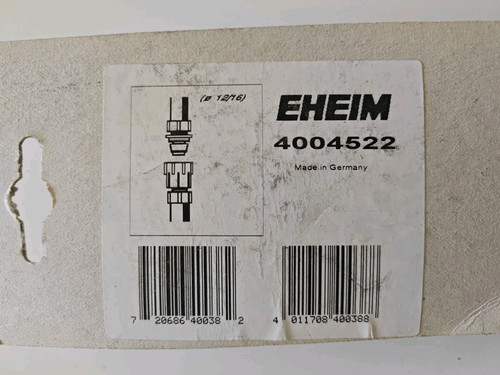 (ø 12/16)
EHEIM
4004522
Made in Germany
7 20686 40038 2
4 011708 400388